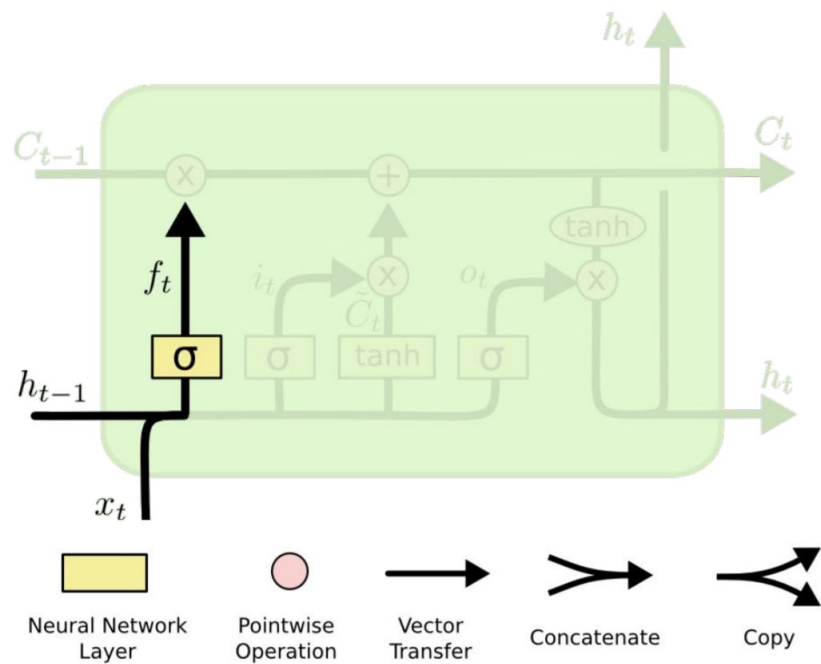 h_t
C_{t-1}
C_t
x
+
tanh
f_t
i_t
x
o_t
x
C̃_t
σ
σ
tanh
σ
h_{t-1}
h_t
x_t
Neural Network
Layer
Pointwise
Operation
Vector
Transfer
Concatenate
Copy